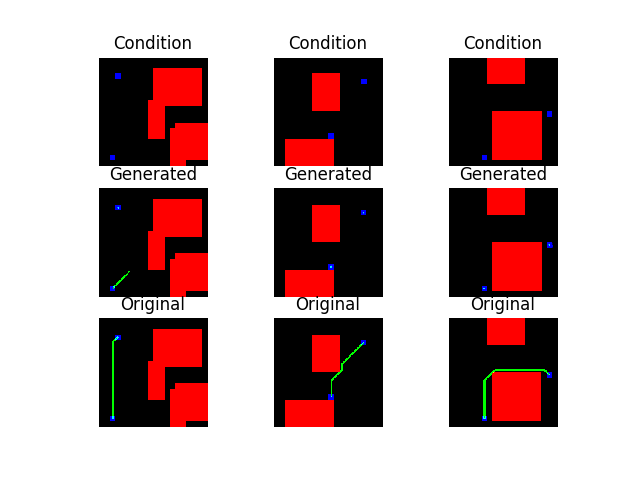 Condition Condition Condition
Generated Generated Generated
Original Original Original